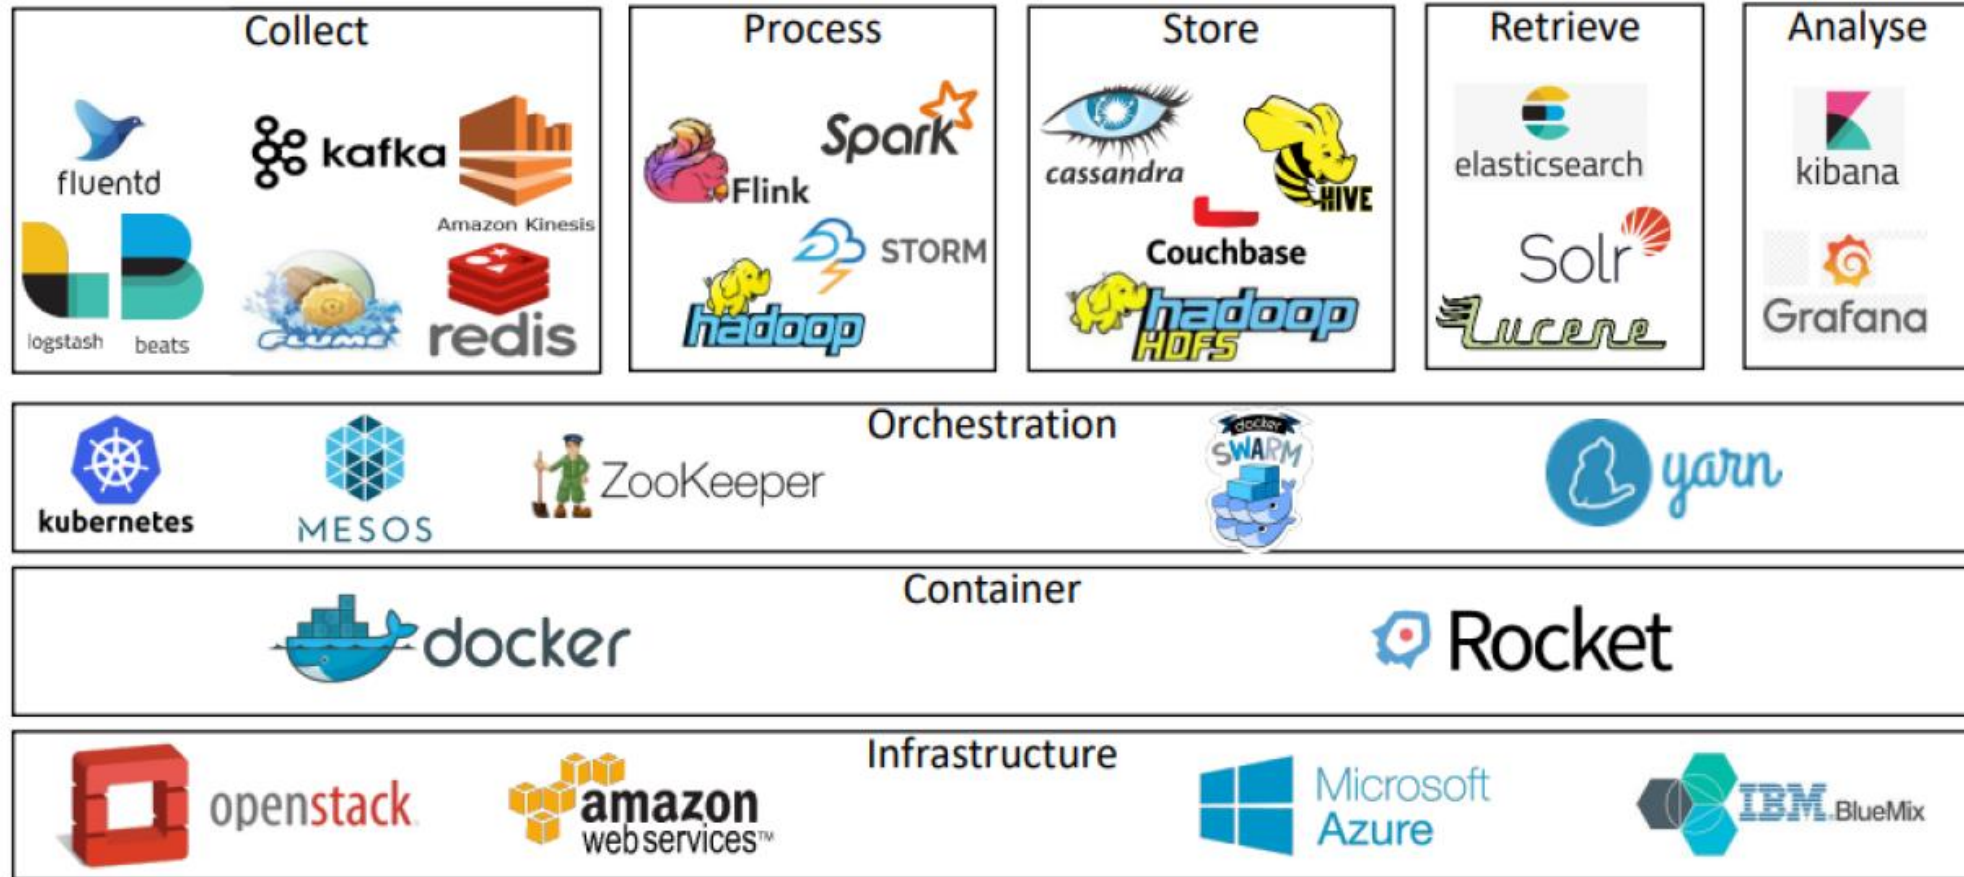 Collect
fluentd
kafka
Amazon Kinesis
logstash
beats
FLUME
redis
Process
Spark
Flink
STORM
hadoop
Store
cassandra
HIVE
Couchbase
hadoop
HDFS
Retrieve
elasticsearch
Solr
Lucene
Analyse
kibana
Grafana
Orchestration
kubernetes
MESOS
ZooKeeper
docker
SWARM
yarn
Container
docker
Rocket
Infrastructure
openstack
amazon
web services™
Microsoft
Azure
IBM BlueMix